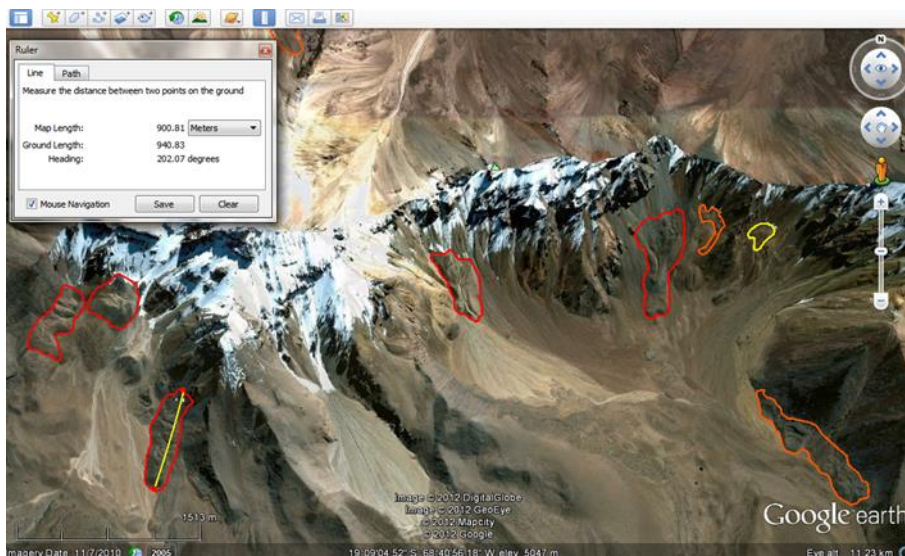 Ruler
Line Path
Measure the distance between two points on the ground
Map Length: 900.81 Meters
Ground Length: 940.83
Heading: 202.07 degrees
Mouse Navigation Save Clear
N
Image © 2012 DigitalGlobe
Image © 2012 GeoEye
© 2012 Mapcity
© 2012 Google
Google earth
1513 m
Imagery Date 11/7/2010 2005 19°09'04.52" S, 68°40'56.18" W elev 5047 m Eye alt 11.23 km